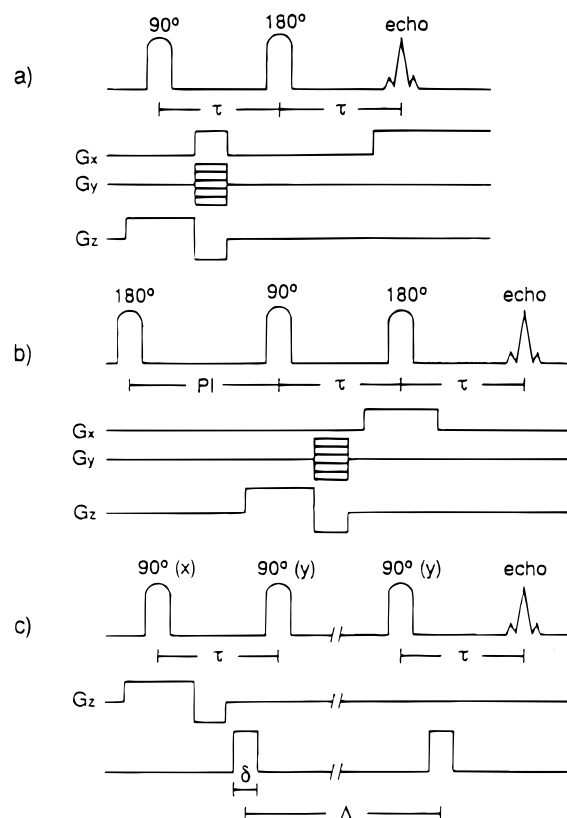 90° 180° echo
a)
τ τ
Gx
Gy
Gz
180° 90° 180° echo
b)
PI τ τ
Gx
Gy
Gz
90° (x) 90° (y) 90° (y) echo
c)
τ τ
Gz
δ
Δ